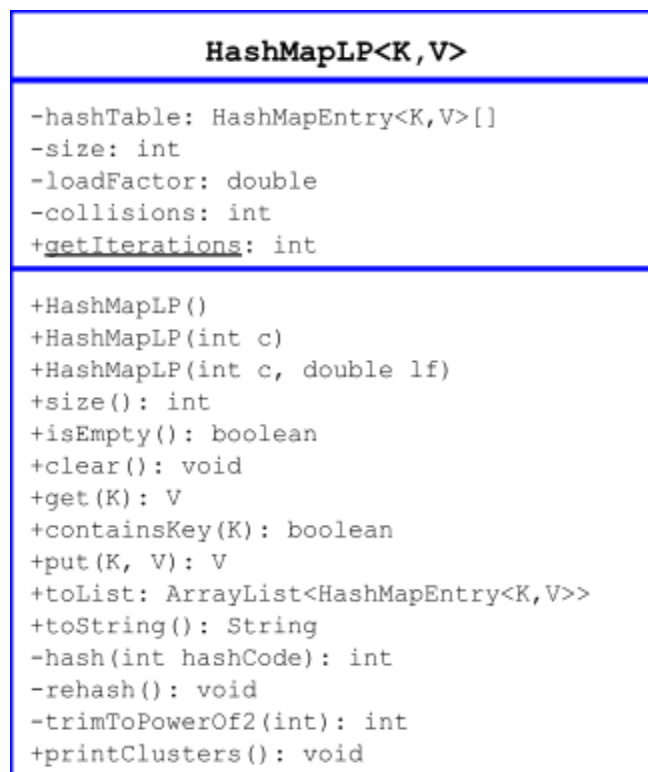 HashMapLP<K,V>
-hashTable: HashMapEntry<K,V>[]
-size: int
-loadFactor: double
-collisions: int
+getIterations: int
+HashMapLP()
+HashMapLP(int c)
+HashMapLP(int c, double lf)
+size(): int
+isEmpty(): boolean
+clear(): void
+get(K): V
+containsKey(K): boolean
+put(K, V): V
+toList: ArrayList<HashMapEntry<K,V>>
+toString(): String
-hash(int hashCode): int
-rehash(): void
-trimToPowerOf2(int): int
+printClusters(): void